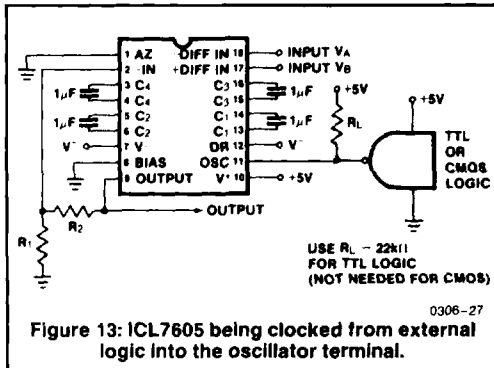 1 AZ
2 -IN
3 C4
4 C4
5 C2
6 C2
7 V-
8 BIAS
9 OUTPUT
-DIFF IN 18
+DIFF IN 17
C3 16
C3 15
C1 14
C1 13
DR 12
OSC 11
V+ 10
1µF
1µF
V-
R2
R1
OUTPUT
INPUT VA
INPUT VB
1µF
1µF
V-
+5V
+5V
RL
+5V
TTL
OR
CMOS
LOGIC
USE RL - 22kΩ
FOR TTL LOGIC
(NOT NEEDED FOR CMOS)
0306-27
Figure 13: ICL7605 being clocked from external
logic into the oscillator terminal.